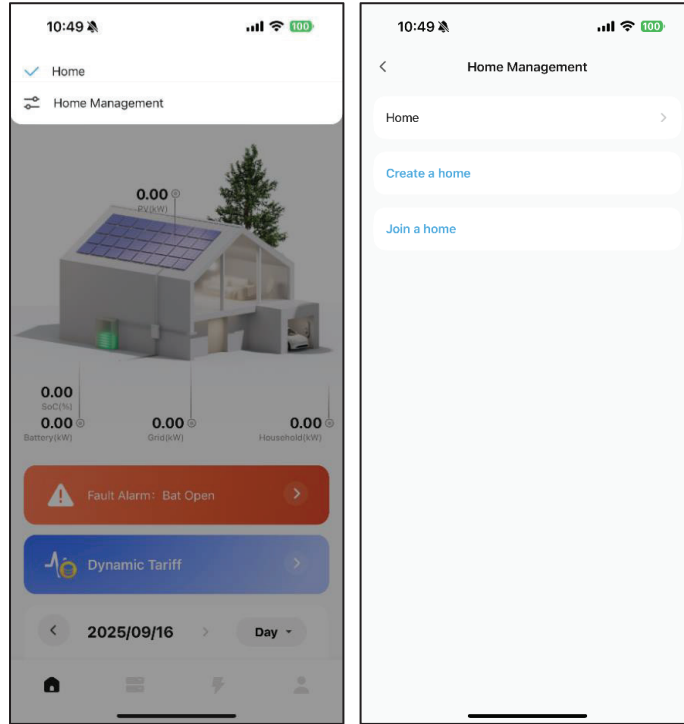 10:49
100
Home
Home Management
0.00
PV(kW)
0.00
SoC(%)
0.00
Battery(kW)
0.00
Grid(kW)
0.00
Household(kW)
Fault Alarm: Bat Open
Dynamic Tariff
2025/09/16
Day
10:49
100
Home Management
Home
Create a home
Join a home